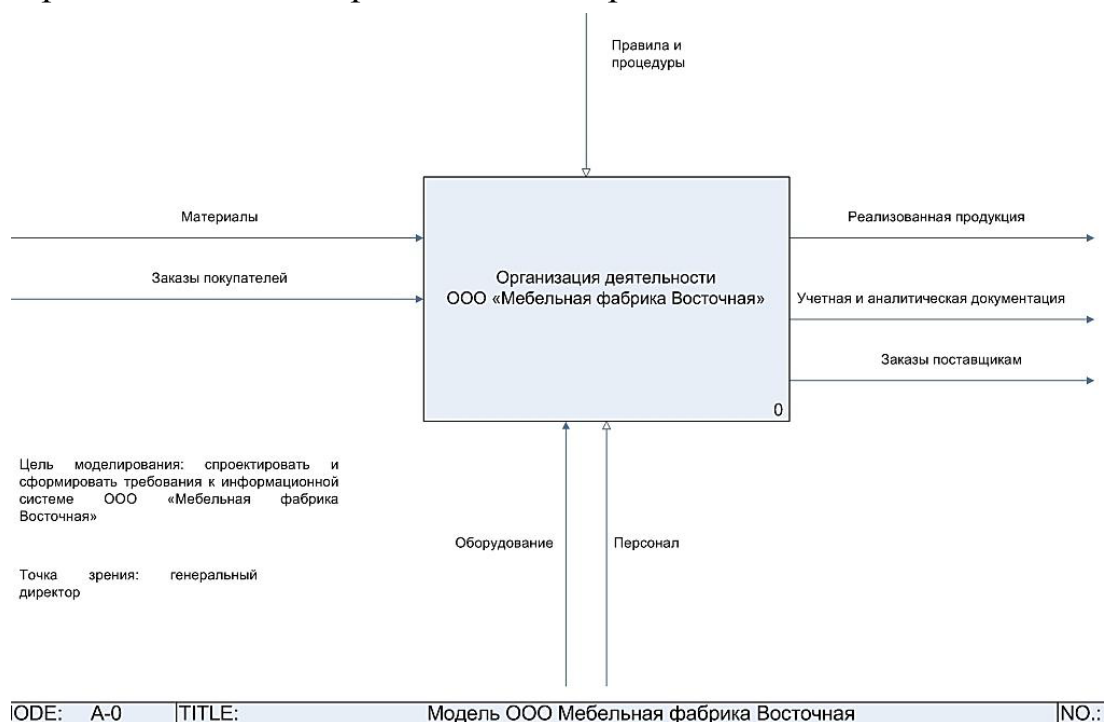 Правила и
процедуры
Материалы
Заказы покупателей
Организация деятельности
ООО «Мебельная фабрика Восточная»
0
Реализованная продукция
Учетная и аналитическая документация
Заказы поставщикам
Цель моделирования: спроектировать и
сформировать требования к информационной
системе ООО «Мебельная фабрика
Восточная»
Точка зрения: генеральный
директор
Оборудование
Персонал
ODE: A-0 TITLE: Модель ООО Мебельная фабрика Восточная NO.: